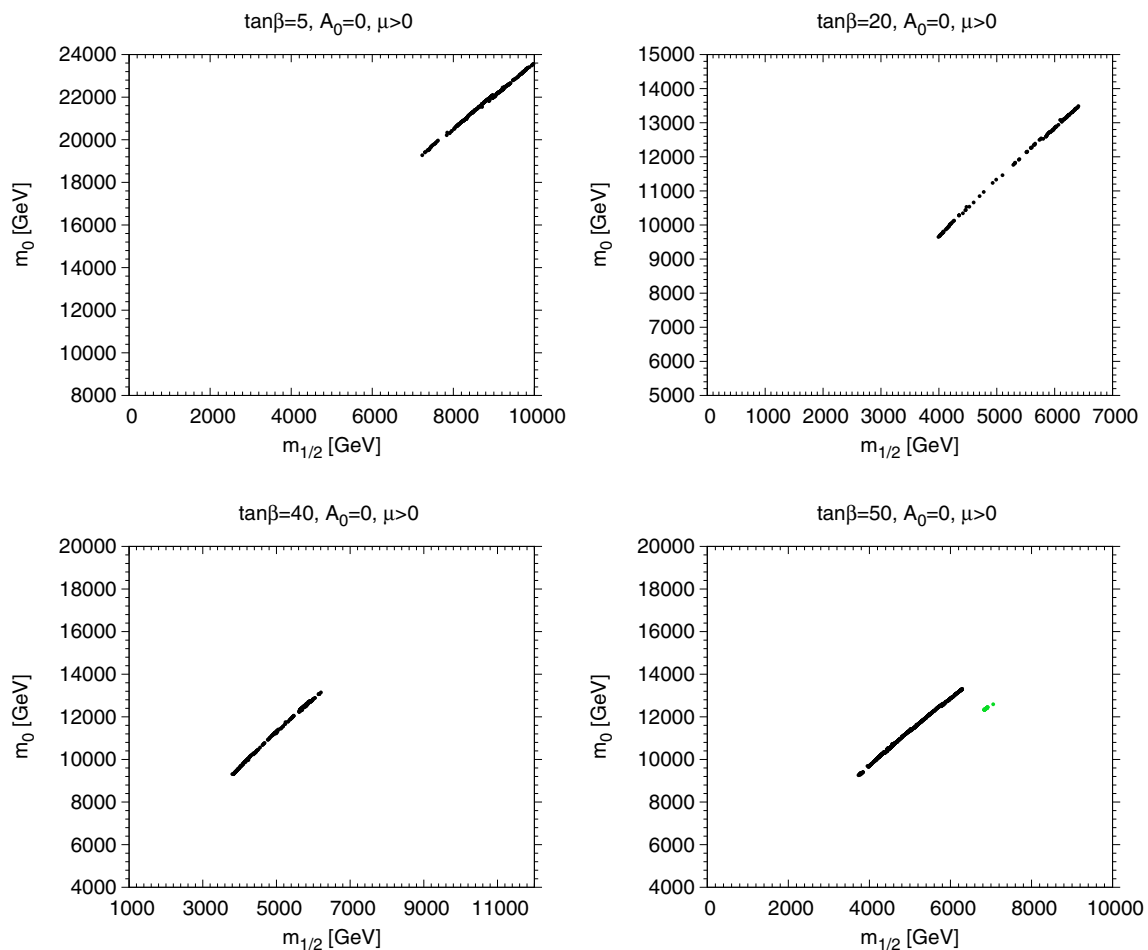 tanβ=5, A₀=0, μ>0
24000
22000
20000
18000
16000
14000
12000
10000
8000
m₀ [GeV]
0 2000 4000 6000 8000 10000
m₁/₂ [GeV]
tanβ=20, A₀=0, μ>0
15000
14000
13000
12000
11000
10000
9000
8000
7000
6000
5000
m₀ [GeV]
0 1000 2000 3000 4000 5000 6000 7000
m₁/₂ [GeV]
tanβ=40, A₀=0, μ>0
20000
18000
16000
14000
12000
10000
8000
6000
4000
m₀ [GeV]
1000 3000 5000 7000 9000 11000
m₁/₂ [GeV]
tanβ=50, A₀=0, μ>0
20000
18000
16000
14000
12000
10000
8000
6000
4000
m₀ [GeV]
0 2000 4000 6000 8000 10000
m₁/₂ [GeV]